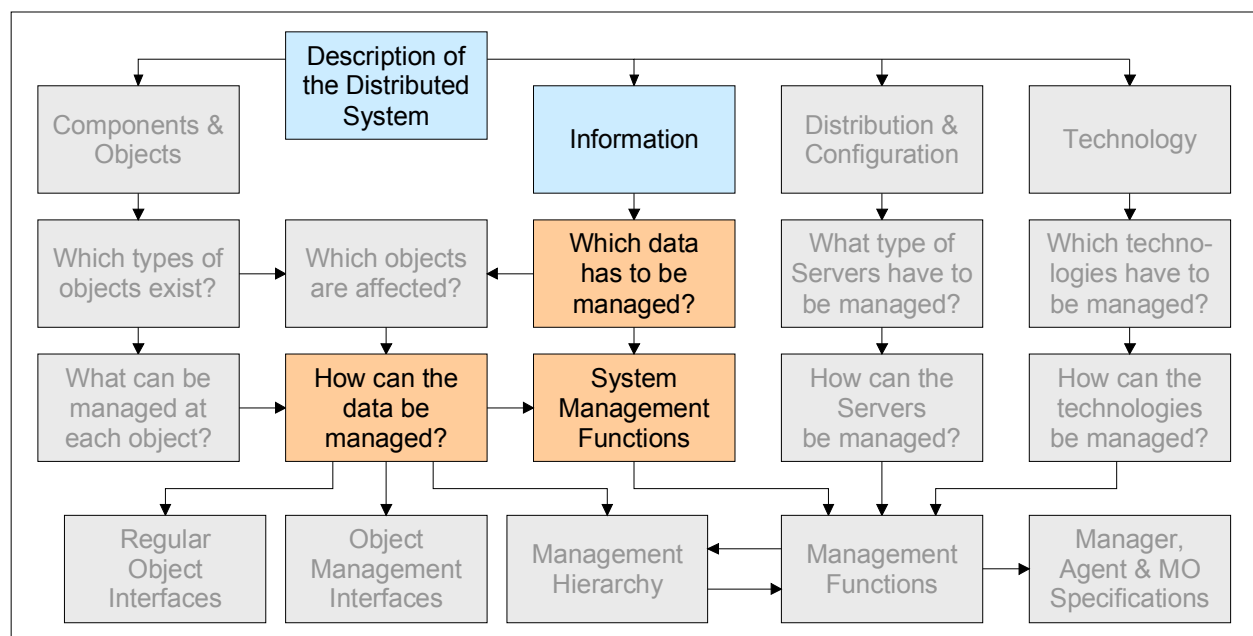 Description of
the Distributed
System
Components &
Objects
Information
Distribution &
Configuration
Technology
Which types of
objects exist?
Which objects
are affected?
Which data
has to be
managed?
What type of
Servers have to
be managed?
Which techno-
logies have to
be managed?
What can be
managed at
each object?
How can the
data be
managed?
System
Management
Functions
How can the
Servers
be managed?
How can the
technologies
be managed?
Regular
Object
Interfaces
Object
Management
Interfaces
Management
Hierarchy
Management
Functions
Manager,
Agent & MO
Specifications